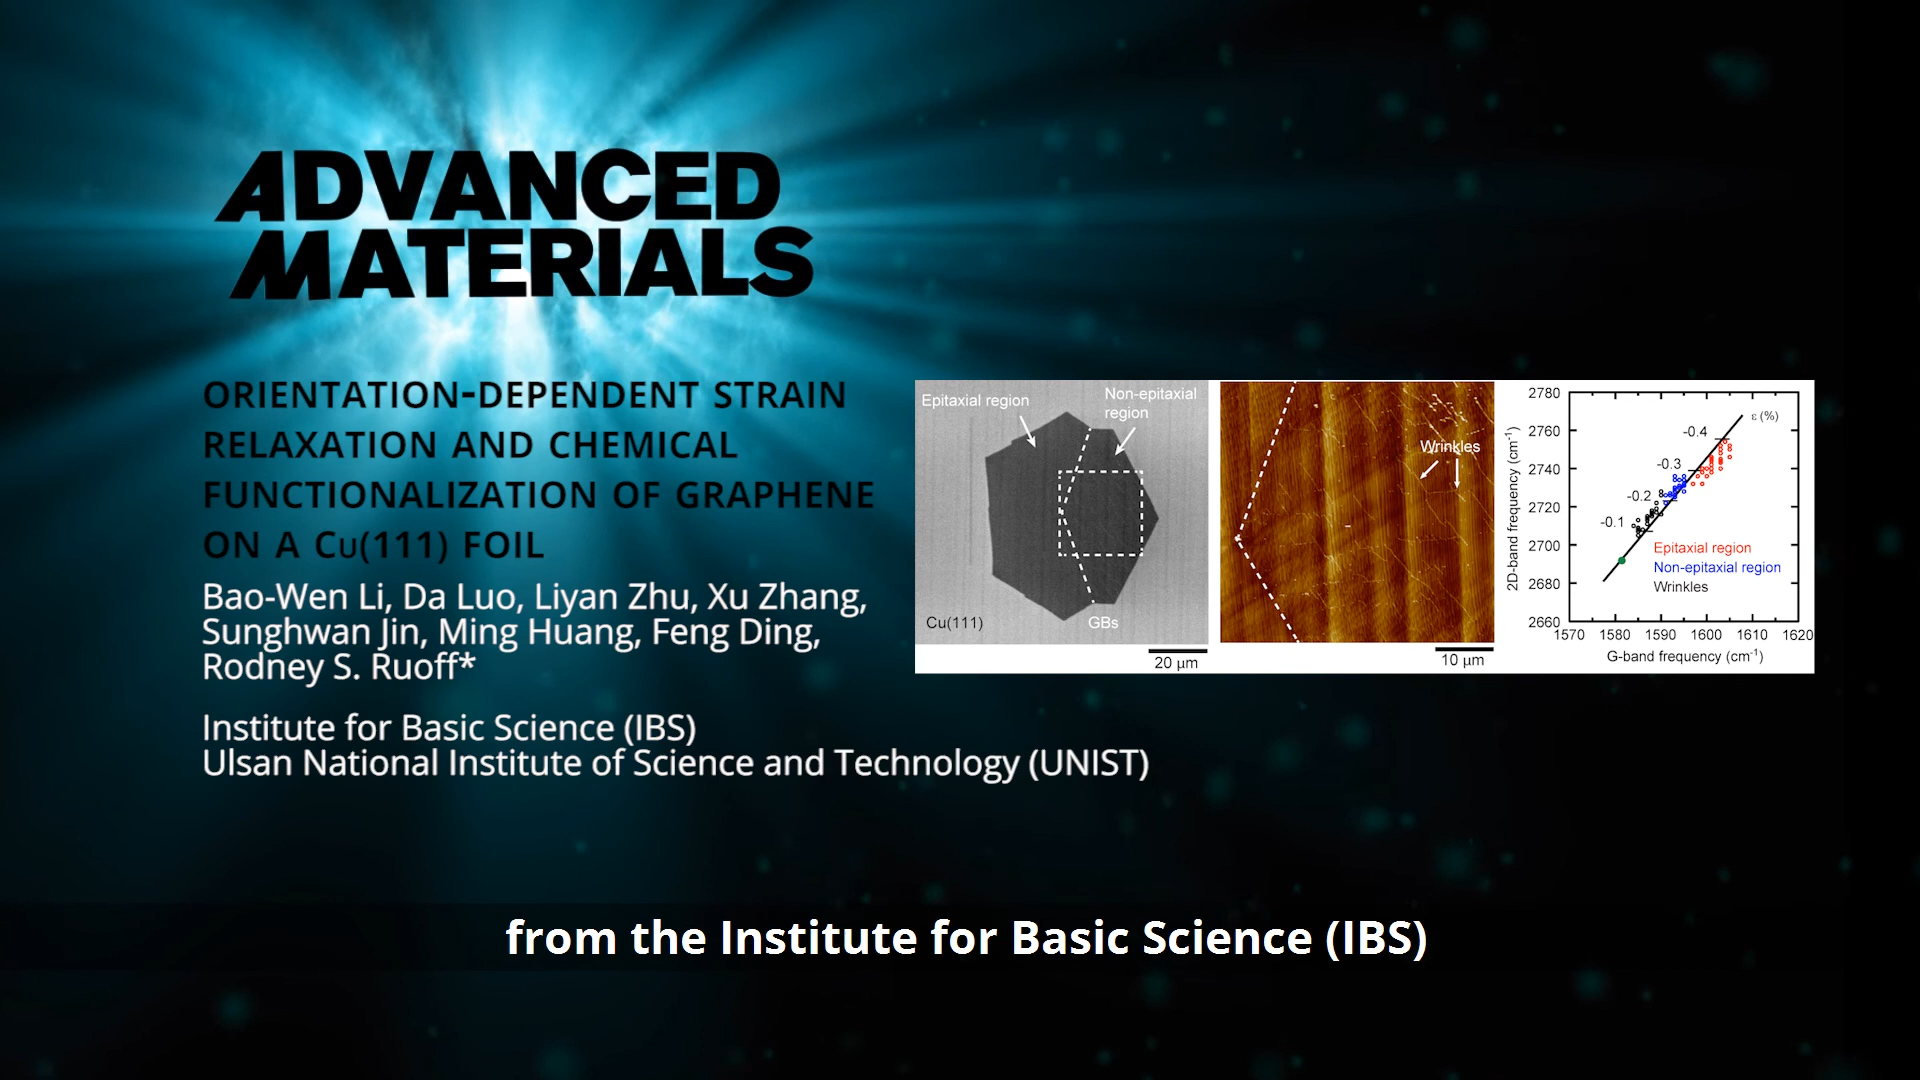 ADVANCED
MATERIALS
ORIENTATION-DEPENDENT STRAIN
RELAXATION AND CHEMICAL
FUNCTIONALIZATION OF GRAPHENE
ON A Cu(111) FOIL
Bao-Wen Li, Da Luo, Liyan Zhu, Xu Zhang,
Sunghwan Jin, Ming Huang, Feng Ding,
Rodney S. Ruoff*
Institute for Basic Science (IBS)
Ulsan National Institute of Science and Technology (UNIST)
Epitaxial region
Non-epitaxial
region
Cu(111)
GBs
20 µm
Wrinkles
10 µm
2D-band frequency (cm-1)
2780
2760
2740
2720
2700
2680
2660
ε (%)
-0.4
-0.3
-0.2
-0.1
Epitaxial region
Non-epitaxial region
Wrinkles
1570 1580 1590 1600 1610 1620
G-band frequency (cm-1)
from the Institute for Basic Science (IBS)